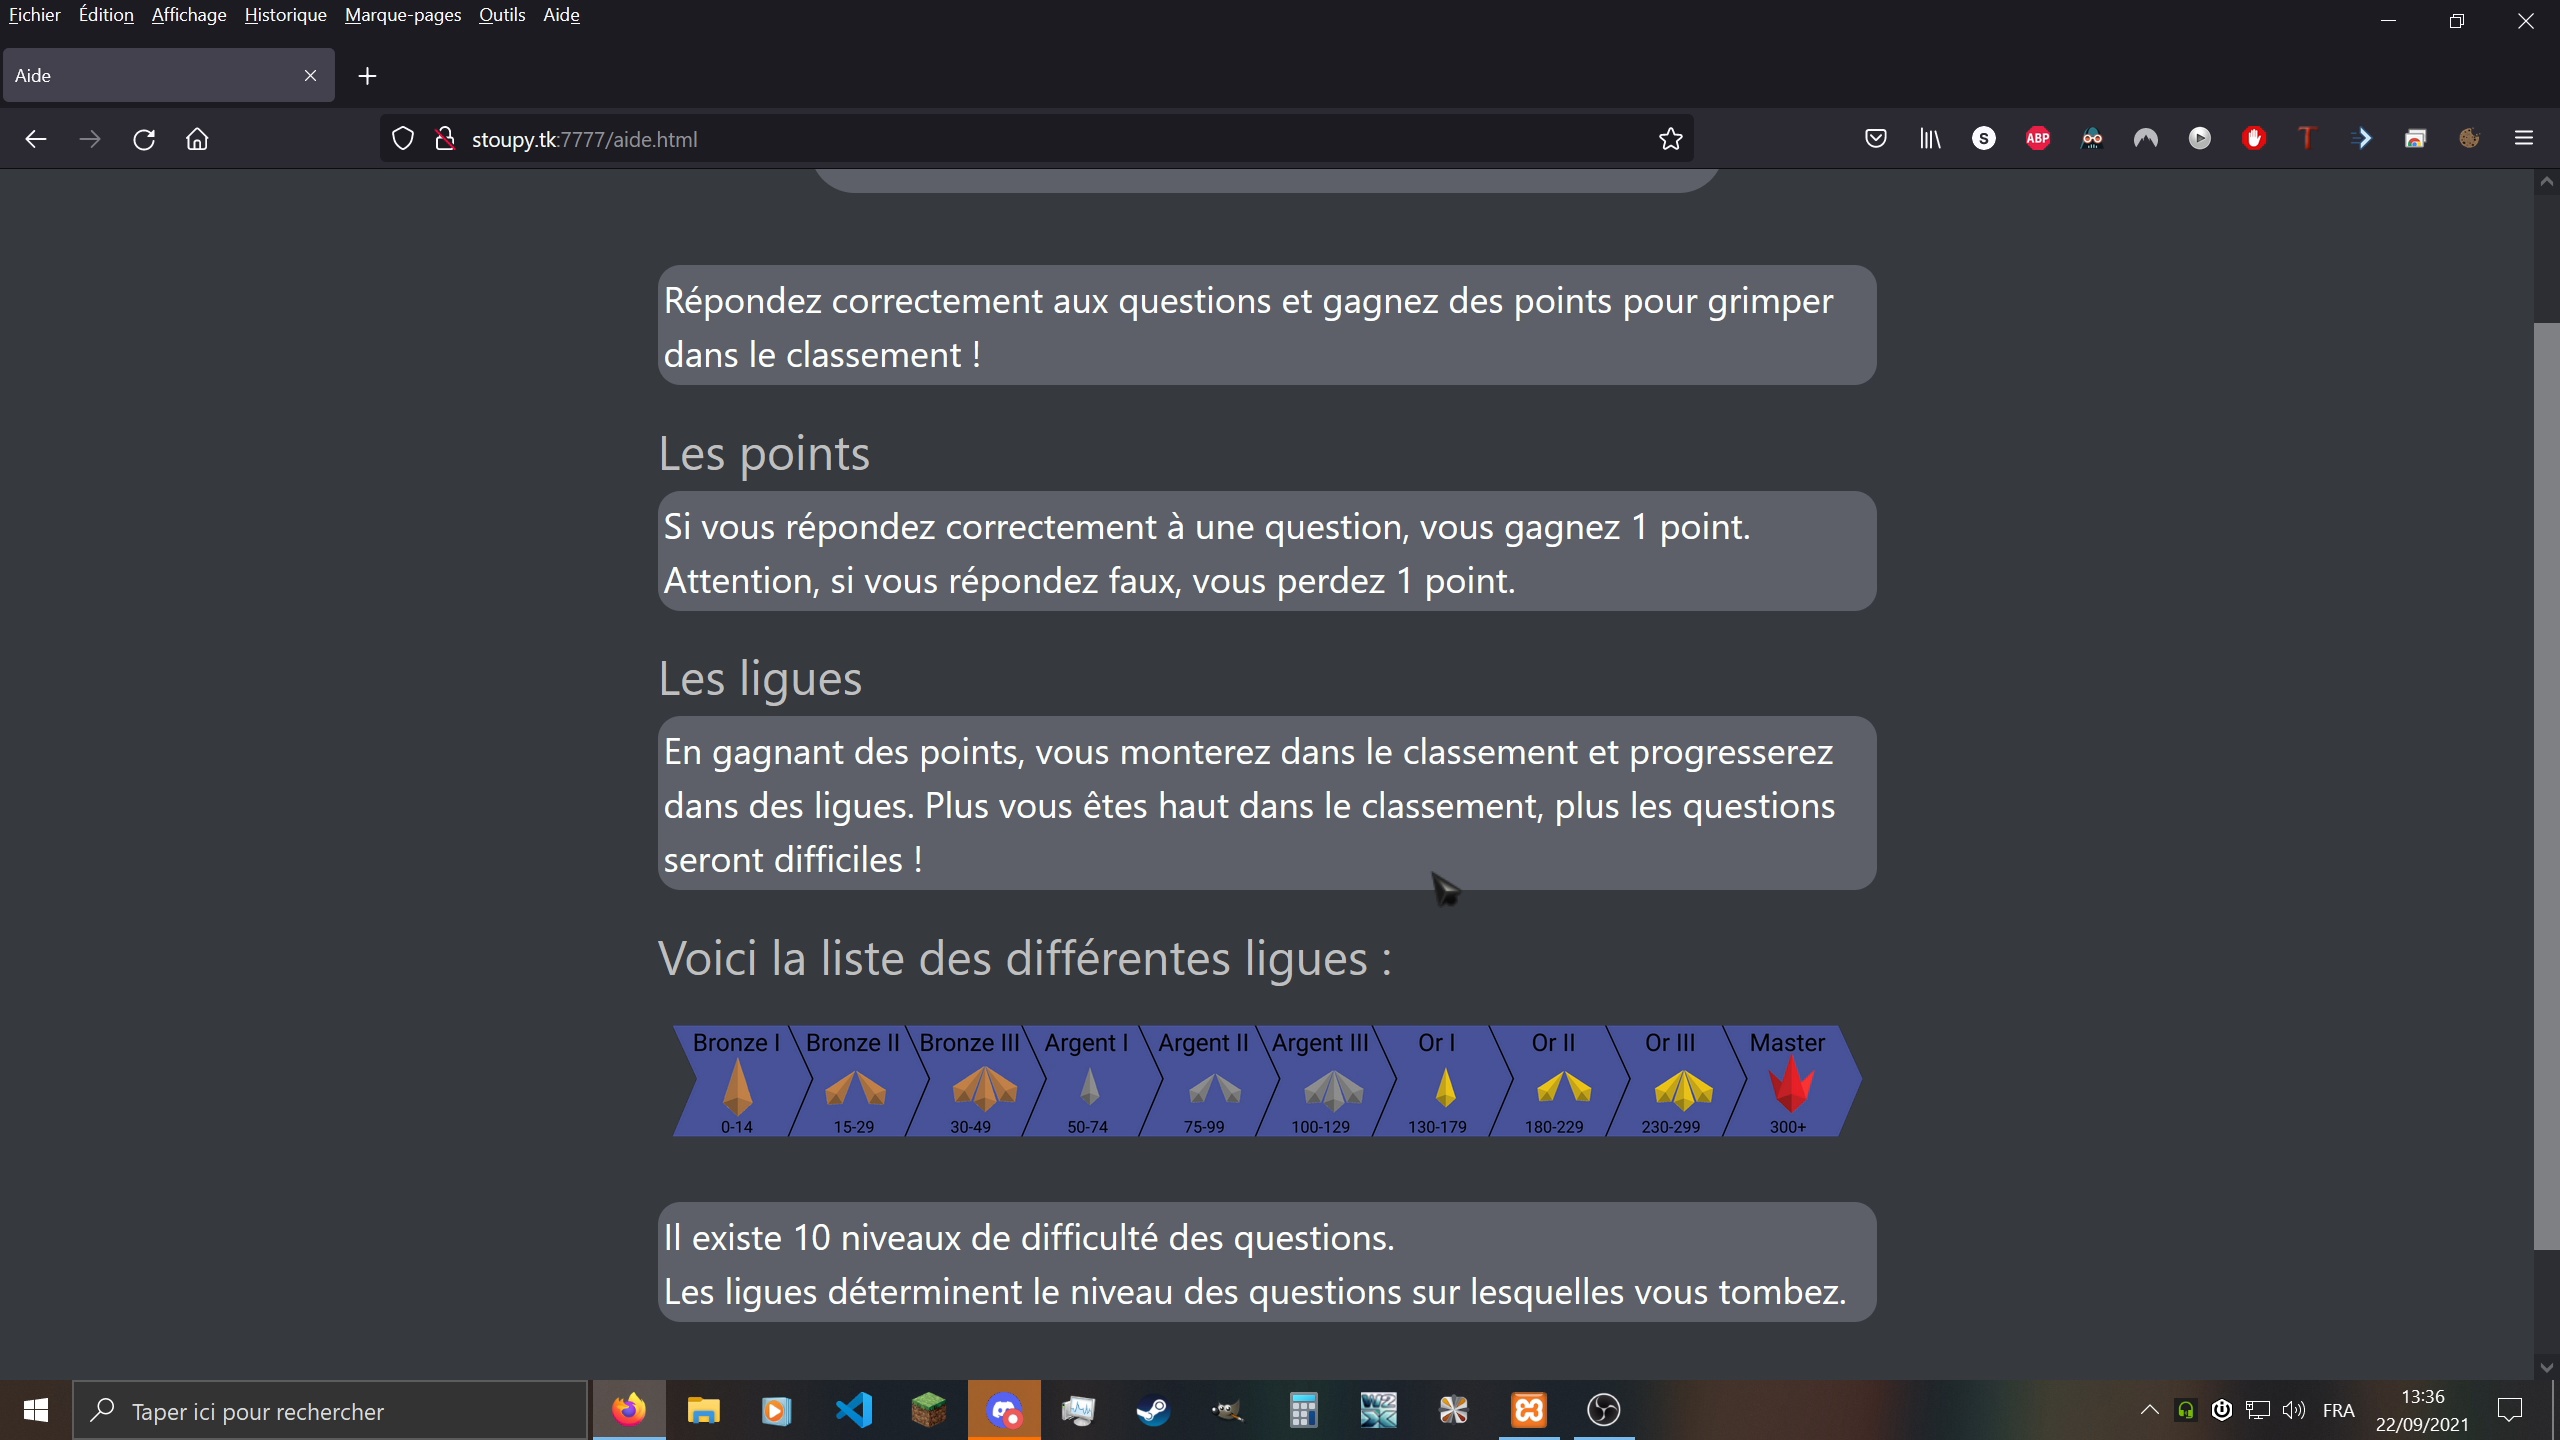 Fichier Édition Affichage Historique Marque-pages Outils Aide
Aide
stoupy.tk:7777/aide.html
S ABP T
Répondez correctement aux questions et gagnez des points pour grimper
dans le classement !
Les points
Si vous répondez correctement à une question, vous gagnez 1 point.
Attention, si vous répondez faux, vous perdez 1 point.
Les ligues
En gagnant des points, vous monterez dans le classement et progresserez
dans des ligues. Plus vous êtes haut dans le classement, plus les questions
seront difficiles !
Voici la liste des différentes ligues :
Bronze I Bronze II Bronze III Argent I Argent II Argent III Or I Or II Or III Master
0-14 15-29 30-49 50-74 75-99 100-129 130-179 180-229 230-299 300+
Il existe 10 niveaux de difficulté des questions.
Les ligues déterminent le niveau des questions sur lesquelles vous tombez.
Taper ici pour rechercher
FRA
13:36
22/09/2021